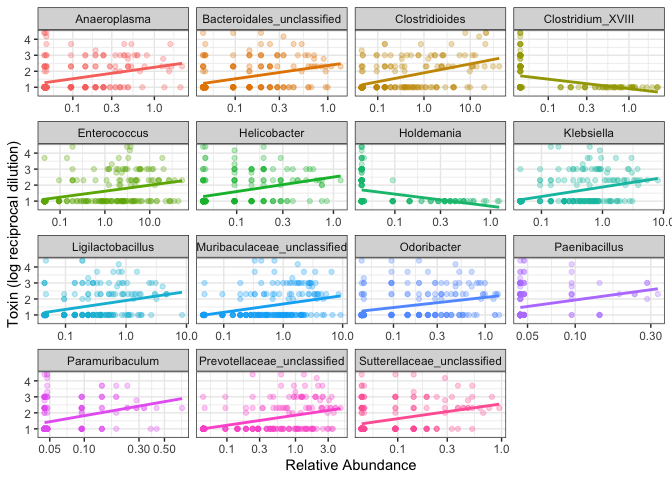 Anaeroplasma Bacteroidales_unclassified Clostridioides Clostridium_XVIII
4
3
2
1
0.1 0.3 1.0 0.1 0.3 1.0 0.1 1.0 10.0 0.1 0.3 1.0
Enterococcus Helicobacter Holdemania Klebsiella
4
3
2
1
0.1 1.0 10.0 0.1 0.3 1.0 0.1 0.3 1.0 0.1 1.0 10.0
Ligilactobacillus Muribaculaceae_unclassified Odoribacter Paenibacillus
4
3
2
1
0.1 1.0 10.0 0.1 1.0 10.0 0.1 0.3 1.0 0.05 0.10 0.30
Paramuribaculum Prevotellaceae_unclassified Sutterellaceae_unclassified
4
3
2
1
0.05 0.10 0.30 0.50 0.1 0.3 1.0 3.0 0.1 0.3 1.0
Relative Abundance
Toxin (log reciprocal dilution)